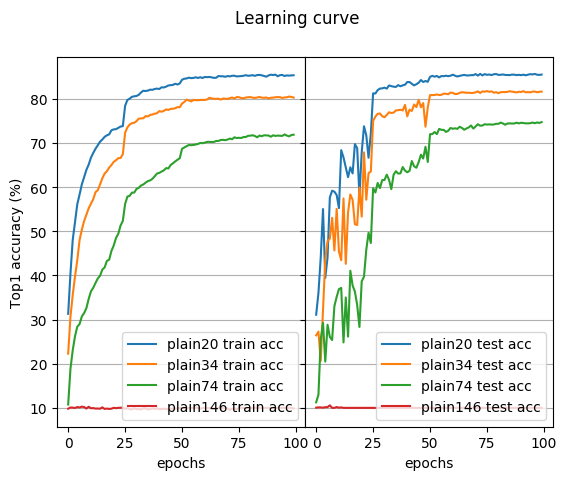 Learning curve
Top1 accuracy (%)
80
70
60
50
40
30
20
10
plain20 train acc
plain34 train acc
plain74 train acc
plain146 train acc
0
25
50
75
100
epochs
plain20 test acc
plain34 test acc
plain74 test acc
plain146 test acc
0
25
50
75
100
epochs